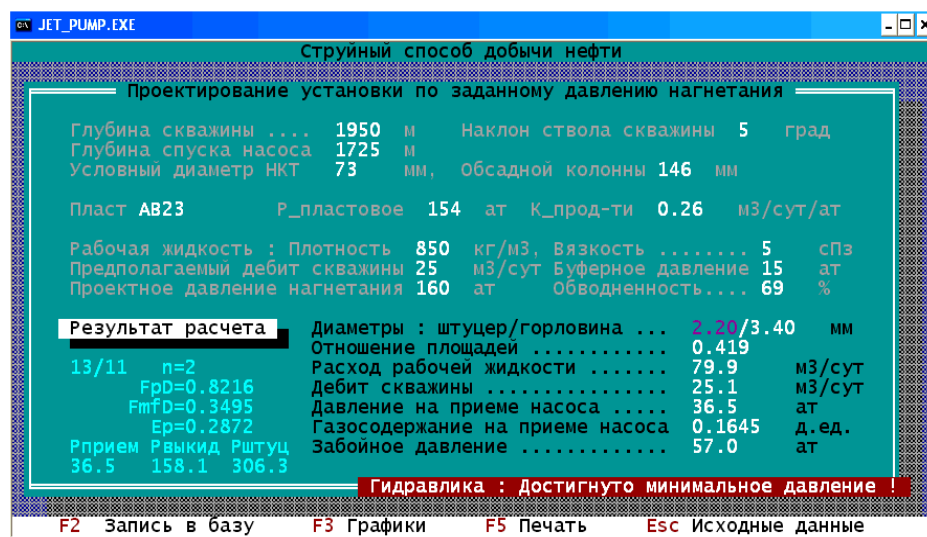 JET_PUMP.EXE
Струйный способ добычи нефти
Проектирование установки по заданному давлению нагнетания
Глубина скважины .... 1950 м Наклон ствола скважины 5 град
Глубина спуска насоса 1725 м
Условный диаметр НКТ 73 мм, Обсадной колонны 146 мм
Пласт АВ23 Р_пластовое 154 ат К_прод-ти 0.26 м3/сут/ат
Рабочая жидкость : Плотность 850 кг/м3, Вязкость ........ 5 сПз
Предполагаемый дебит скважины 25 м3/сут Буферное давление 15 ат
Проектное давление нагнетания 160 ат Обводненность.... 69 %
Результат расчета Диаметры : штуцер/горловина ... 2.20/3.40 мм
Отношение площадей ............ 0.419
13/11 n=2 Расход рабочей жидкости ....... 79.9 м3/сут
FpD=0.8216 Дебит скважины ................ 25.1 м3/сут
FmfD=0.3495 Давление на приеме насоса ..... 36.5 ат
Ep=0.2872 Газосодержание на приеме насоса 0.1645 д.ед.
Рприем Рвыкид Рштуц Забойное давление ............. 57.0 ат
36.5 158.1 306.3
Гидравлика : Достигнуто минимальное давление !
F2 Запись в базу F3 Графики F5 Печать Esc Исходные данные